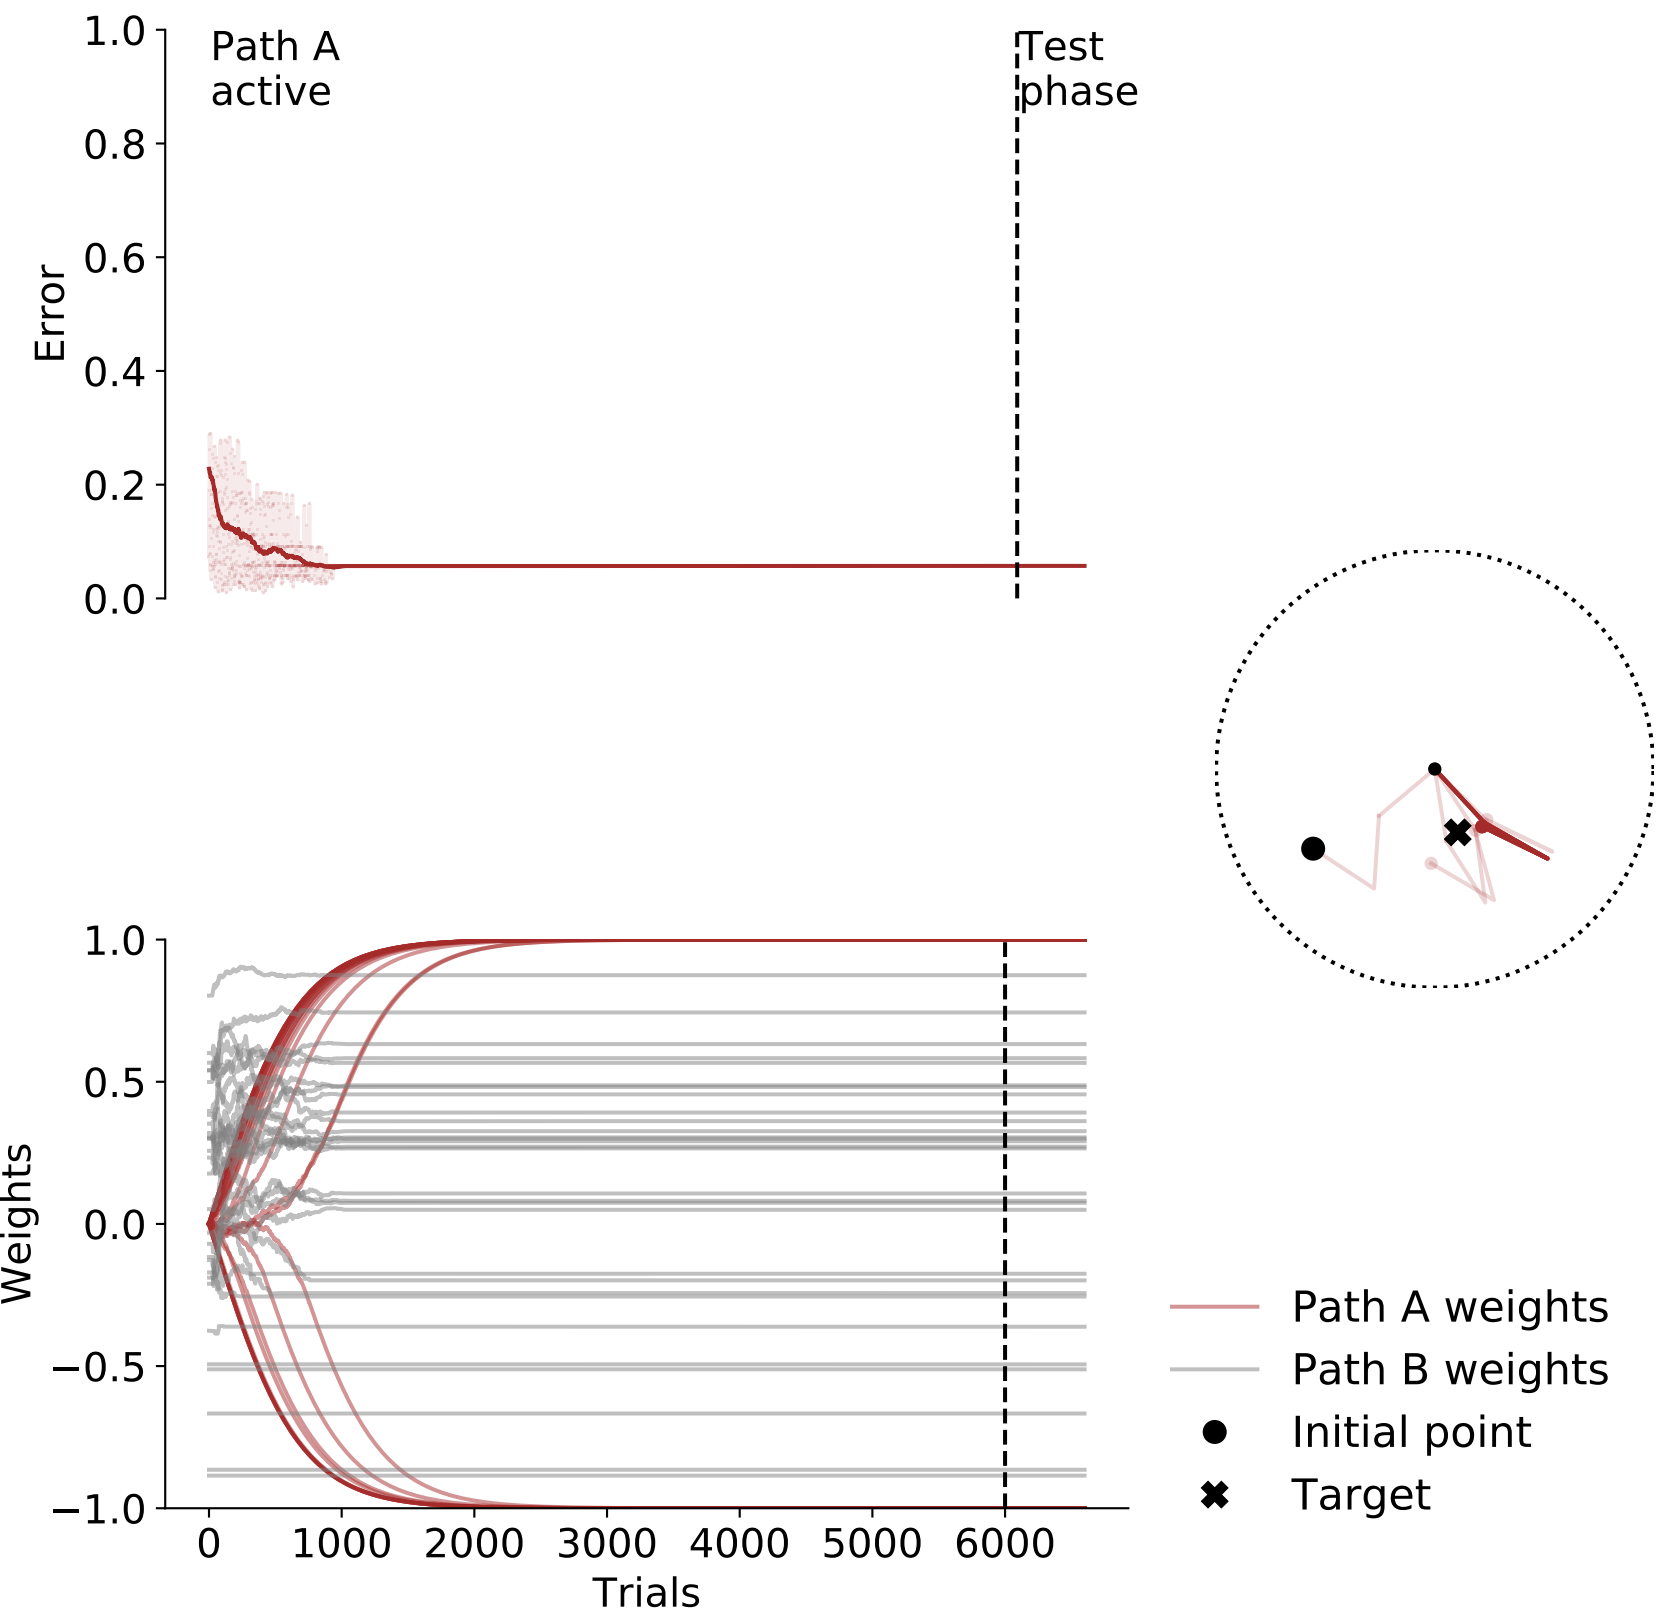 1.0
Path A
active
Test
phase
0.8
0.6
0.4
0.2
0.0
Error
1.0
0.5
0.0
−0.5
−1.0
Weights
0 1000 2000 3000 4000 5000 6000
Trials
Path A weights
Path B weights
Initial point
Target